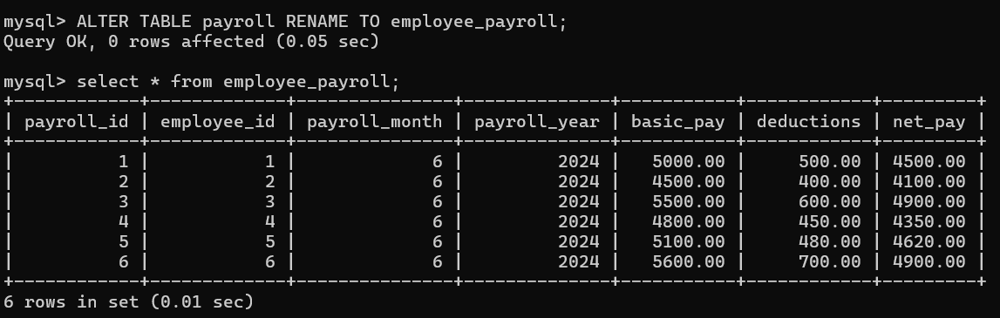 mysql> ALTER TABLE payroll RENAME TO employee_payroll;
Query OK, 0 rows affected (0.05 sec)
mysql> select * from employee_payroll;
+------------+-------------+---------------+--------------+-----------+------------+---------+
| payroll_id | employee_id | payroll_month | payroll_year | basic_pay | deductions | net_pay |
+------------+-------------+---------------+--------------+-----------+------------+---------+
|          1 |           1 |             6 |         2024 |   5000.00 |     500.00 | 4500.00 |
|          2 |           2 |             6 |         2024 |   4500.00 |     400.00 | 4100.00 |
|          3 |           3 |             6 |         2024 |   5500.00 |     600.00 | 4900.00 |
|          4 |           4 |             6 |         2024 |   4800.00 |     450.00 | 4350.00 |
|          5 |           5 |             6 |         2024 |   5100.00 |     480.00 | 4620.00 |
|          6 |           6 |             6 |         2024 |   5600.00 |     700.00 | 4900.00 |
+------------+-------------+---------------+--------------+-----------+------------+---------+
6 rows in set (0.01 sec)